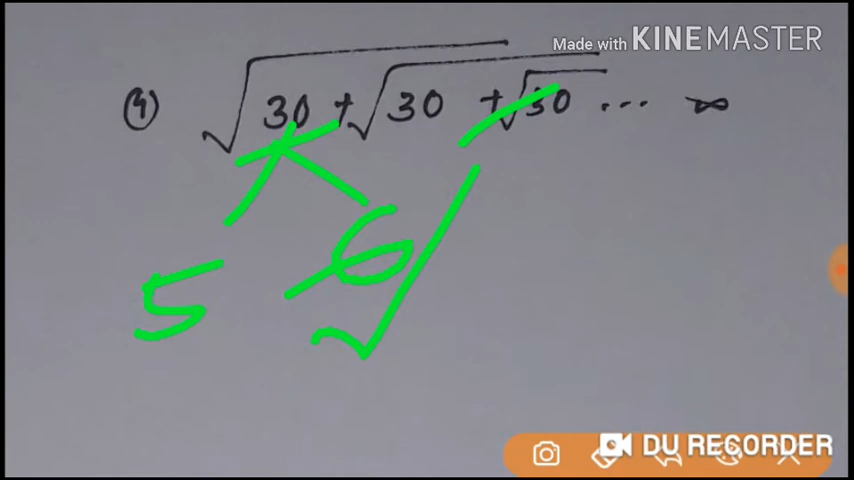 Made with KINEMASTER
(4) √30 + √30 + √30 ... ∞
5 6 √
DU RECORDER